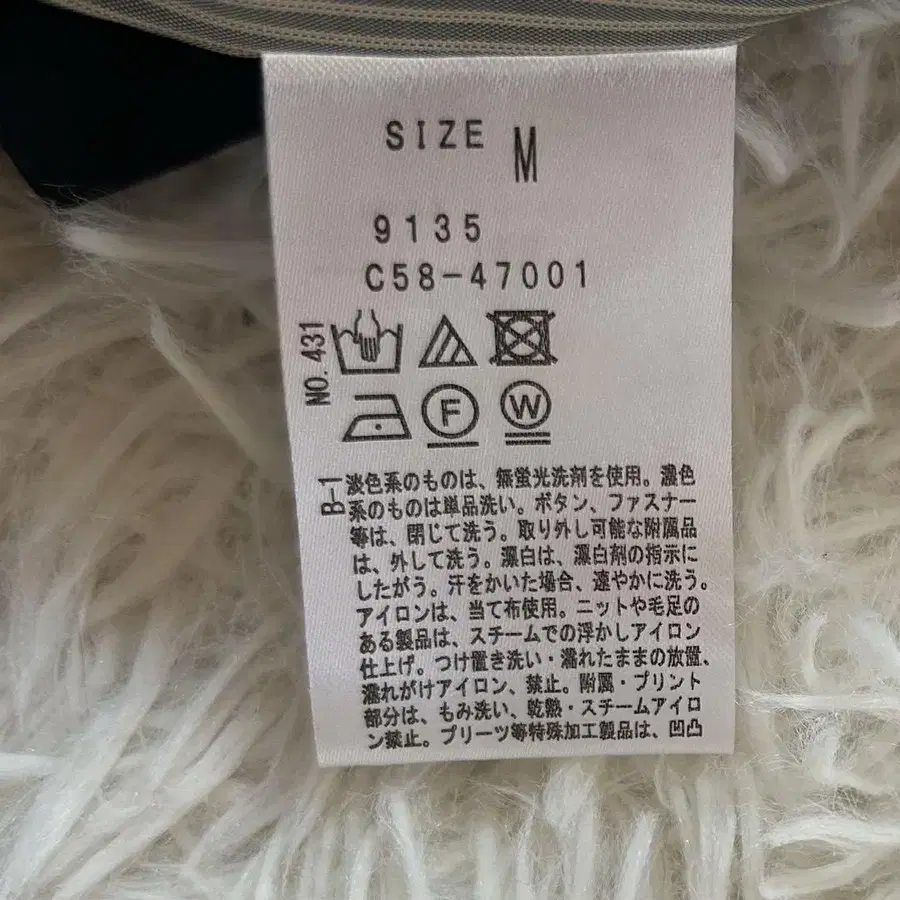 SIZE M
9135
C58-47001
NO. 431
F W
B-1
淡色系のものは、無蛍光洗剤を使用。濃色
系のものは単品洗い。ボタン、ファスナー
等は、閉じて洗う。取り外し可能な附属品
は、外して洗う。漂白は、漂白剤の指示に
したがう。汗をかいた場合、速やかに洗う。
アイロンは、当て布使用。ニットや毛足の
ある製品は、スチームでの浮かしアイロン
仕上げ。つけ置き洗い・濡れたままの放置、
濡れがけアイロン、禁止。附属・プリント
部分は、もみ洗い、乾熱・スチームアイロ
ン禁止。プリーツ等特殊加工製品は、凹凸